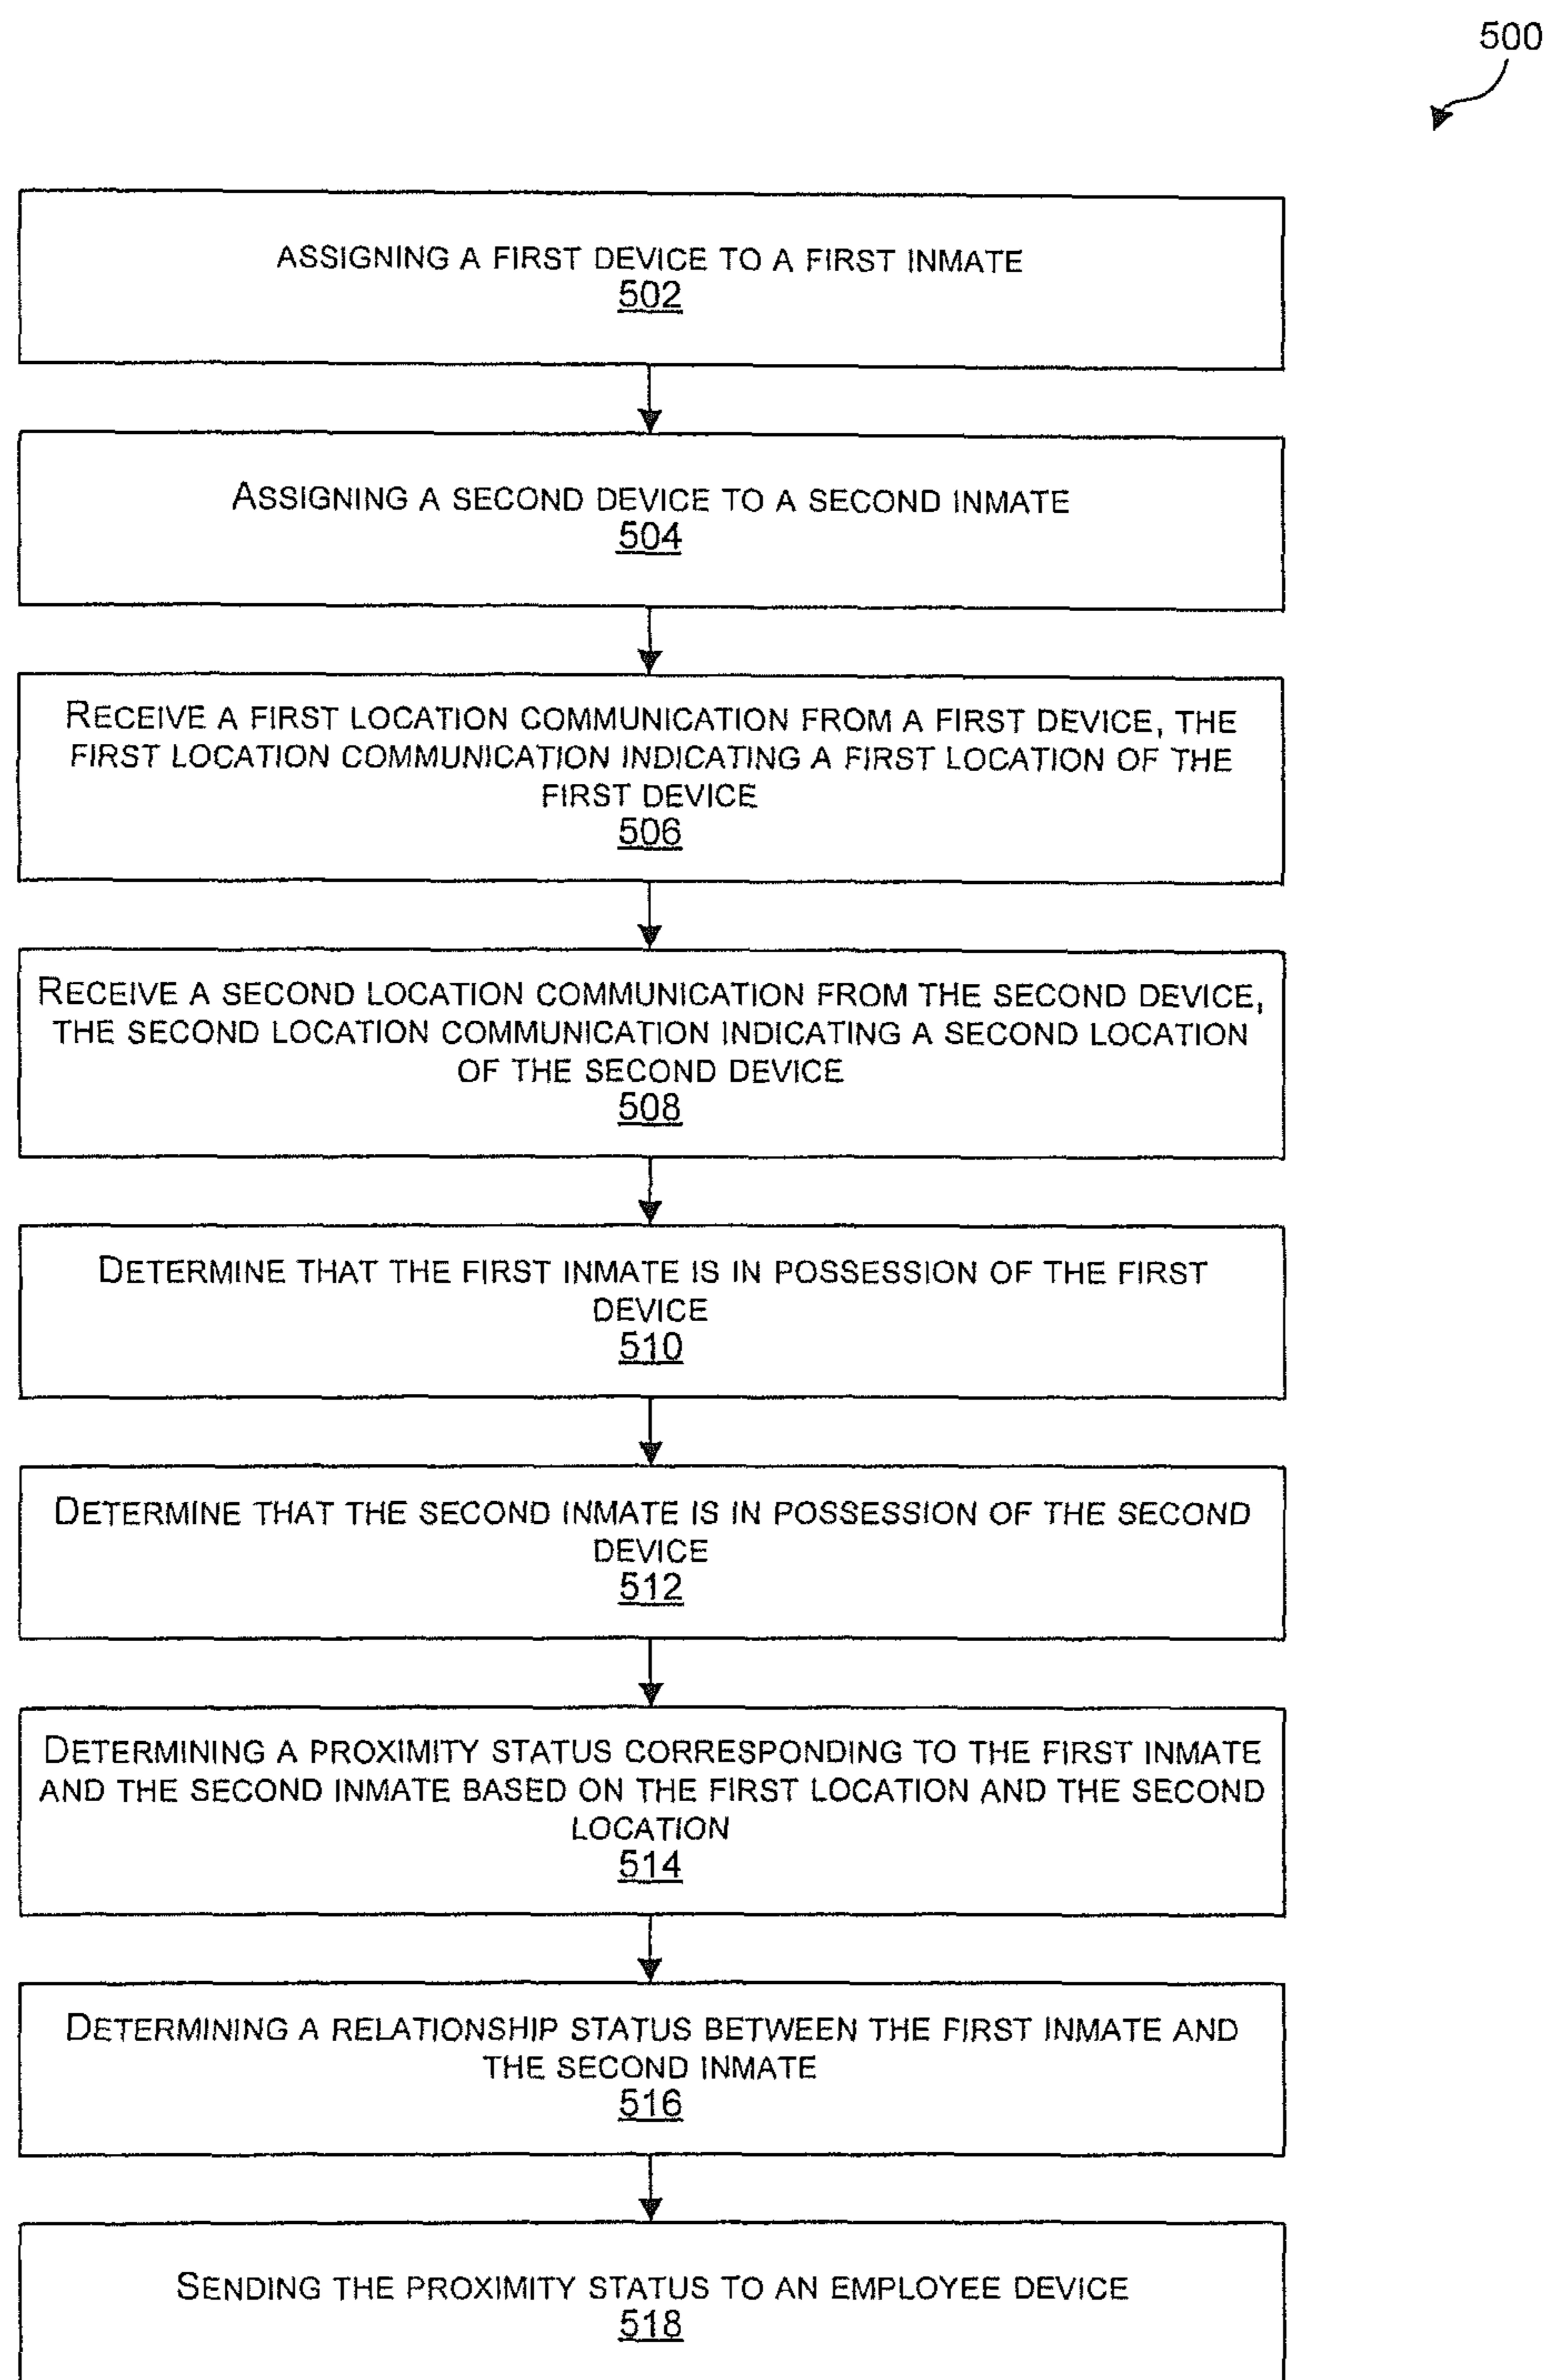 500
ASSIGNING A FIRST DEVICE TO A FIRST INMATE
502
ASSIGNING A SECOND DEVICE TO A SECOND INMATE
504
RECEIVE A FIRST LOCATION COMMUNICATION FROM A FIRST DEVICE, THE
FIRST LOCATION COMMUNICATION INDICATING A FIRST LOCATION OF THE
FIRST DEVICE
506
RECEIVE A SECOND LOCATION COMMUNICATION FROM THE SECOND DEVICE,
THE SECOND LOCATION COMMUNICATION INDICATING A SECOND LOCATION
OF THE SECOND DEVICE
508
DETERMINE THAT THE FIRST INMATE IS IN POSSESSION OF THE FIRST
DEVICE
510
DETERMINE THAT THE SECOND INMATE IS IN POSSESSION OF THE SECOND
DEVICE
512
DETERMINING A PROXIMITY STATUS CORRESPONDING TO THE FIRST INMATE
AND THE SECOND INMATE BASED ON THE FIRST LOCATION AND THE SECOND
LOCATION
514
DETERMINING A RELATIONSHIP STATUS BETWEEN THE FIRST INMATE AND
THE SECOND INMATE
516
SENDING THE PROXIMITY STATUS TO AN EMPLOYEE DEVICE
518